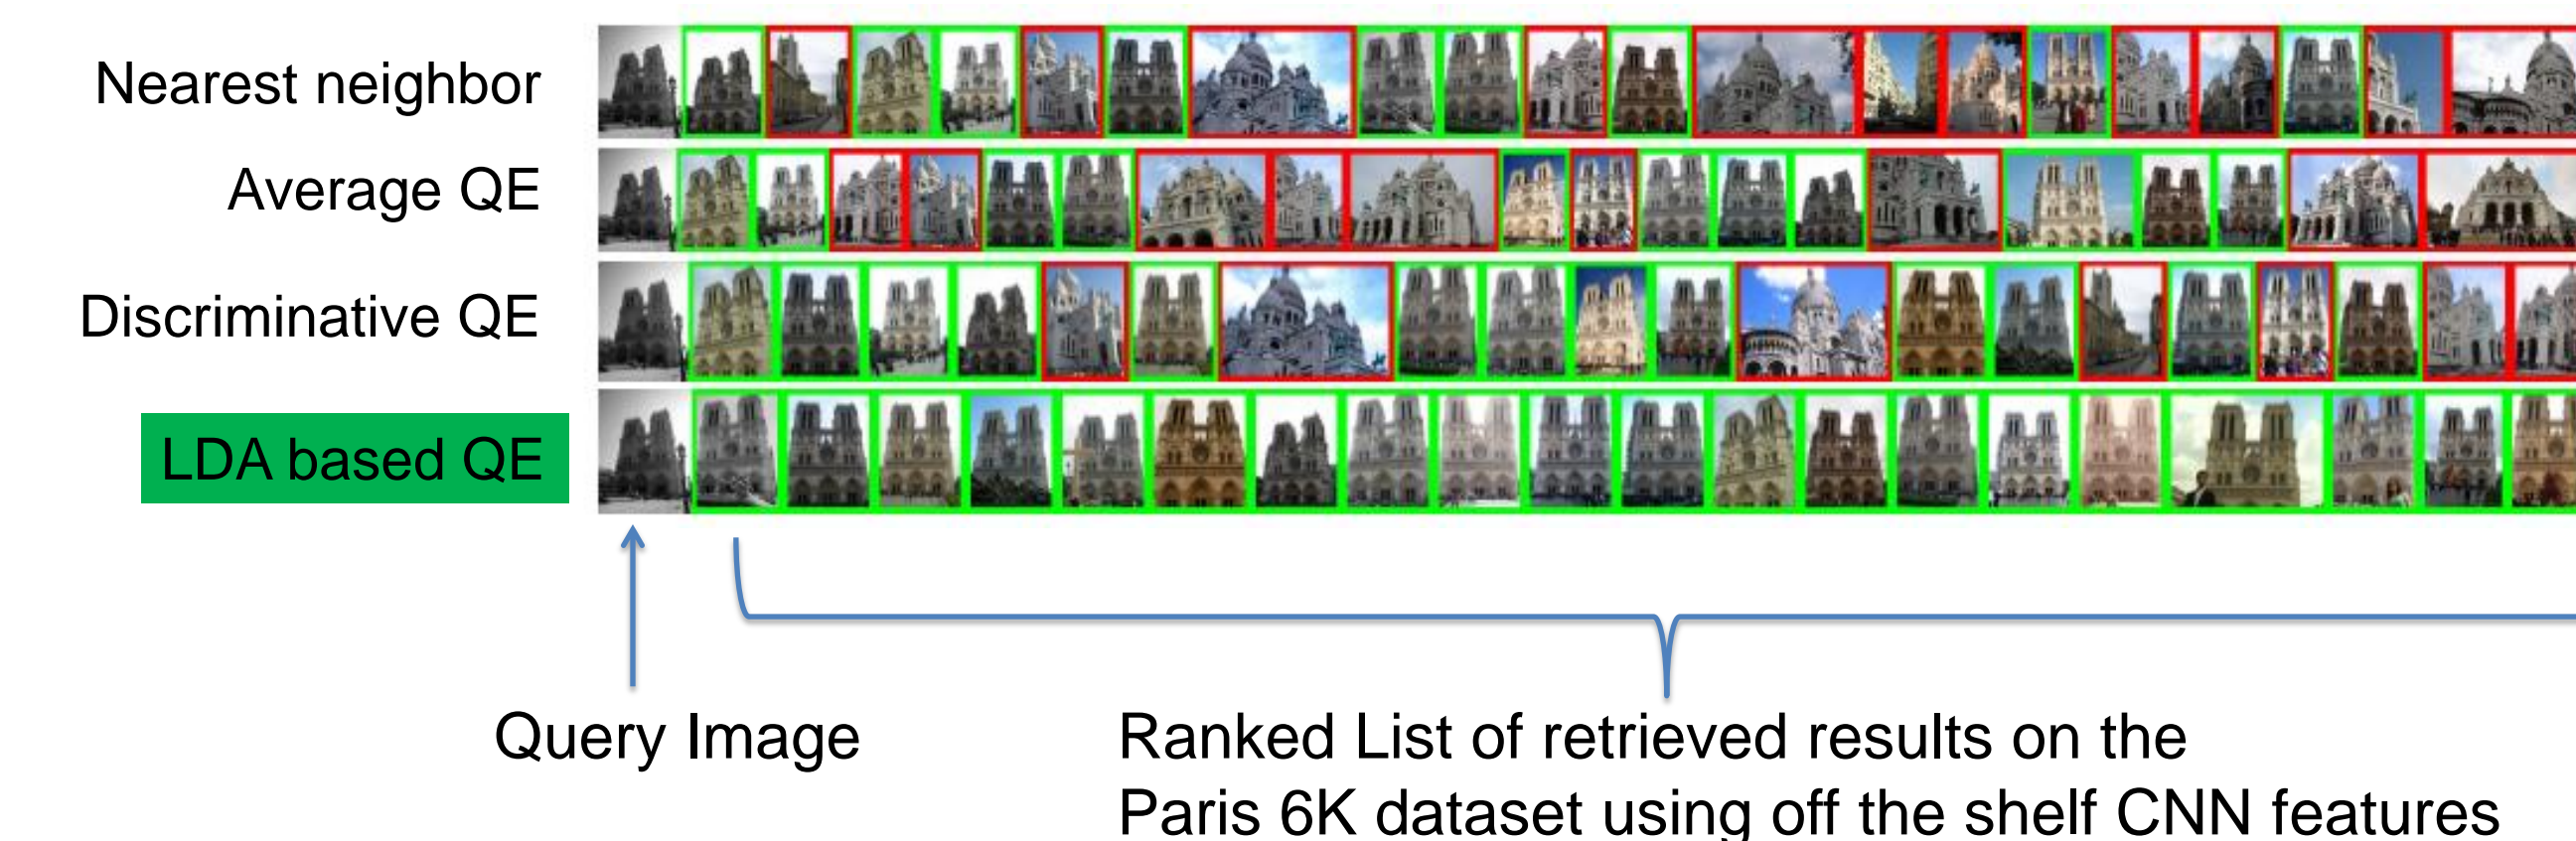 Nearest neighbor
Average QE
Discriminative QE
LDA based QE
Query Image
Ranked List of retrieved results on the
Paris 6K dataset using off the shelf CNN features